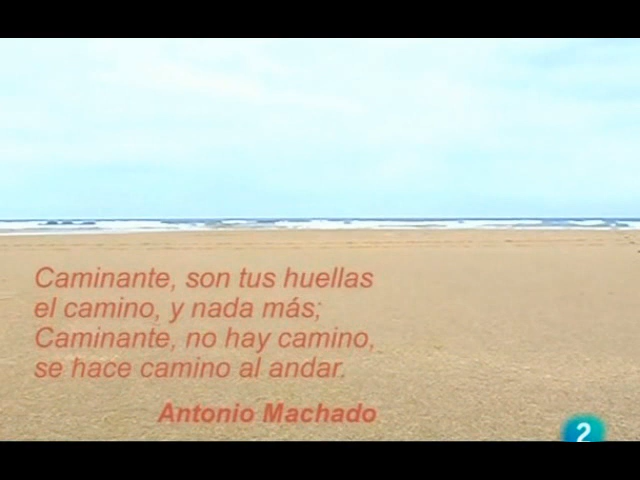 Caminante, son tus huellas
el camino, y nada más;
Caminante, no hay camino,
se hace camino al andar.
Antonio Machado
2